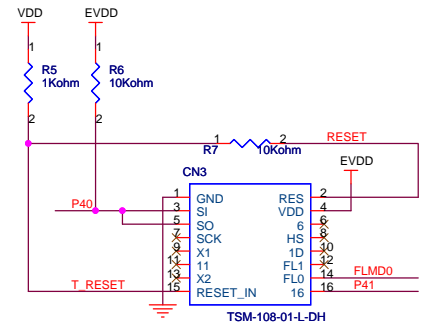 VDD EVDD
1 1
R5 R6
1Kohm 10Kohm
2 2
1 2 RESET
R7 10Kohm
EVDD
CN3
P40
1 GND RES 2
3 SI VDD 4
5 SO 6 6
7 SCK HS 8
9 X1 1D 10
11 11 FL1 12
13 X2 FL0 14 FLMD0
T_RESET 15 RESET_IN 16 16 P41
TSM-108-01-L-DH